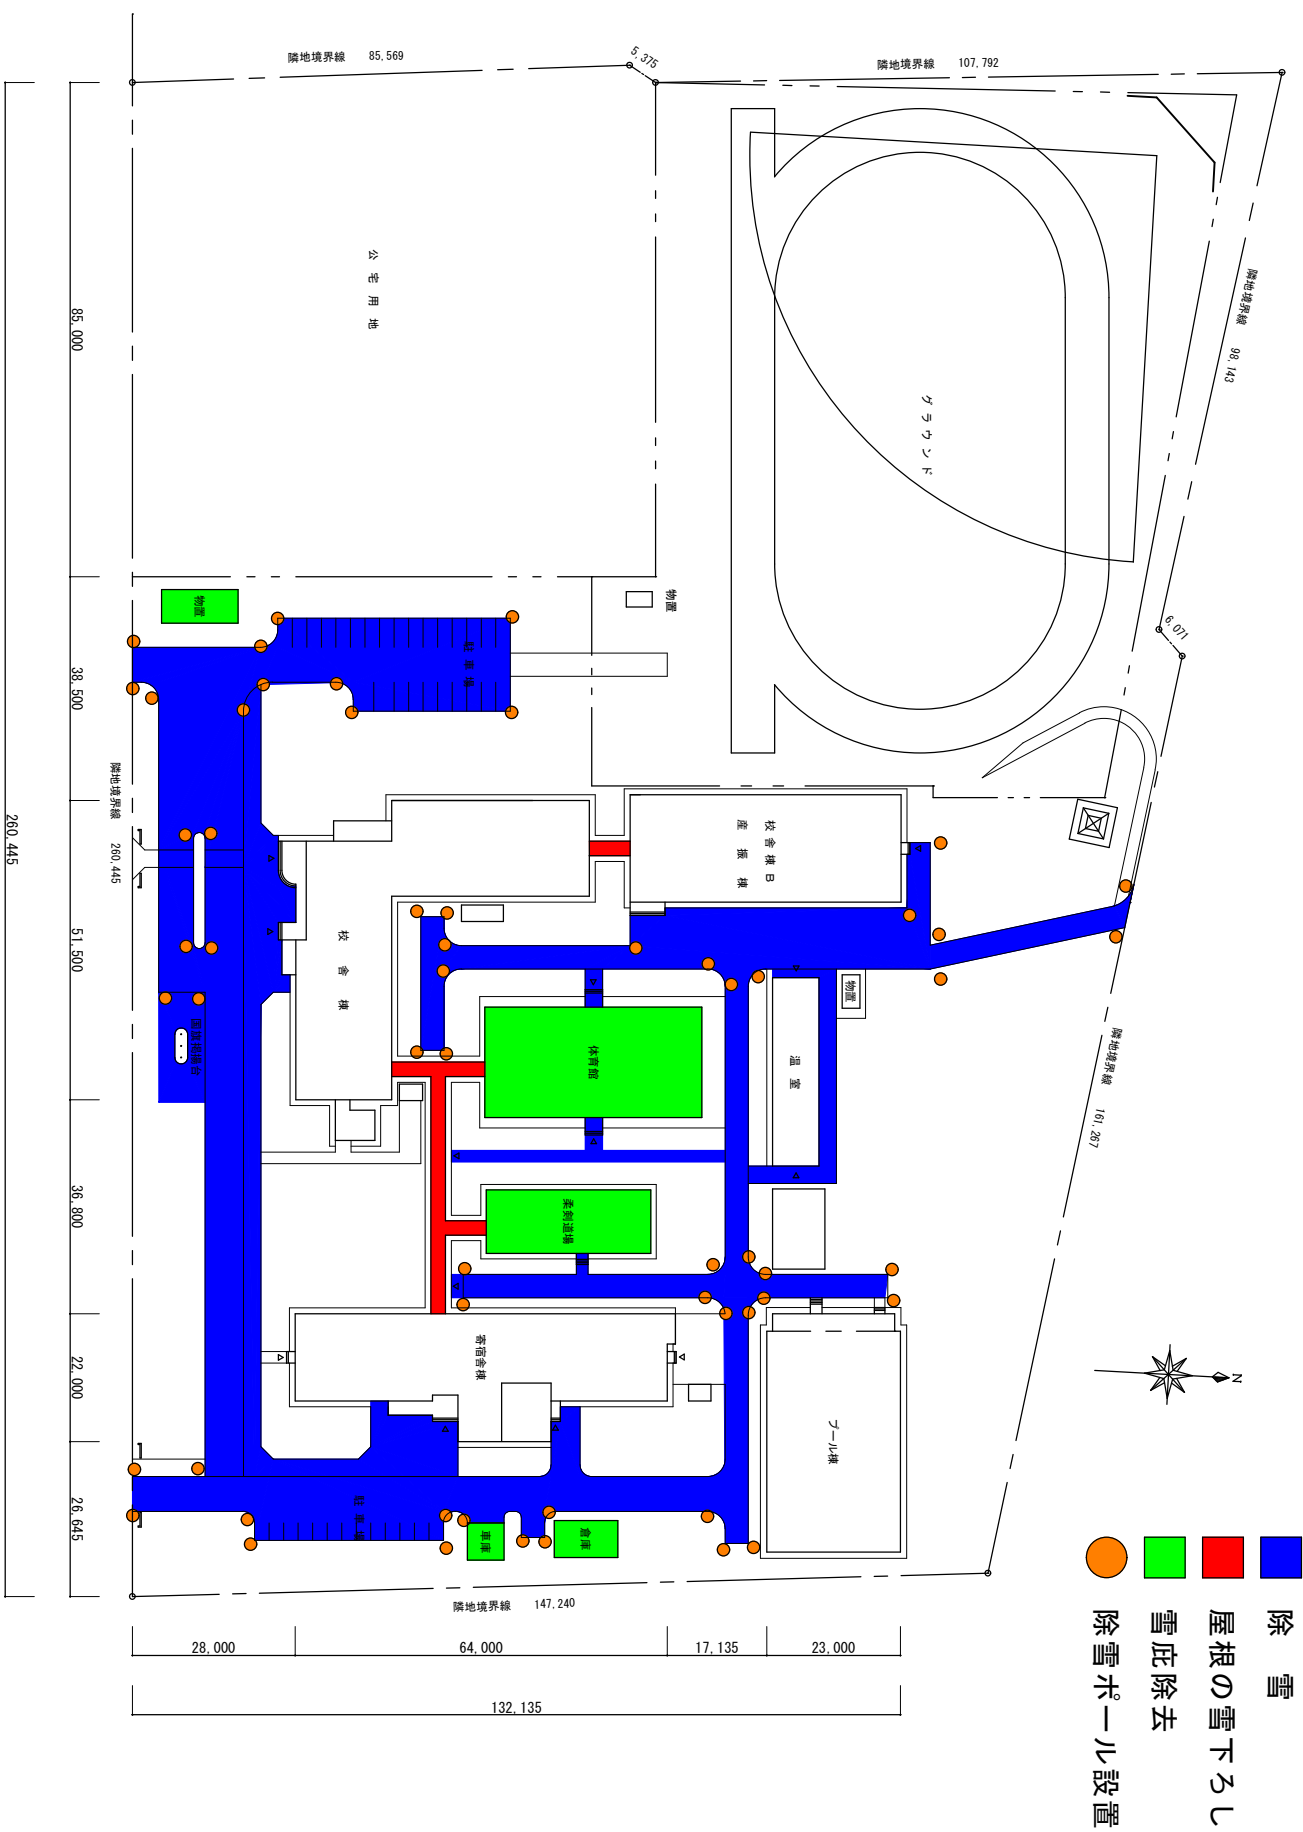 隣地境界線 85,569
5,375
隣地境界線 107,792
隣地境界線 98,143
公宅用地
グラウンド
85,000
6,071
物置
物置
駐車場
38,500
隣地境界線 260,445
260,445
校舎棟B
産振棟
校舎棟
51,500
物置
国旗掲揚台
体育館
温室
隣地境界線 161,267
36,800
柔剣道場
寄宿舎棟
22,000
N
プール棟
26,645
駐車場
車庫
倉庫
隣地境界線 147,240
28,000
64,000
17,135
23,000
132,135
除雪
屋根の雪下ろし
雪庇除去
除雪ポール設置